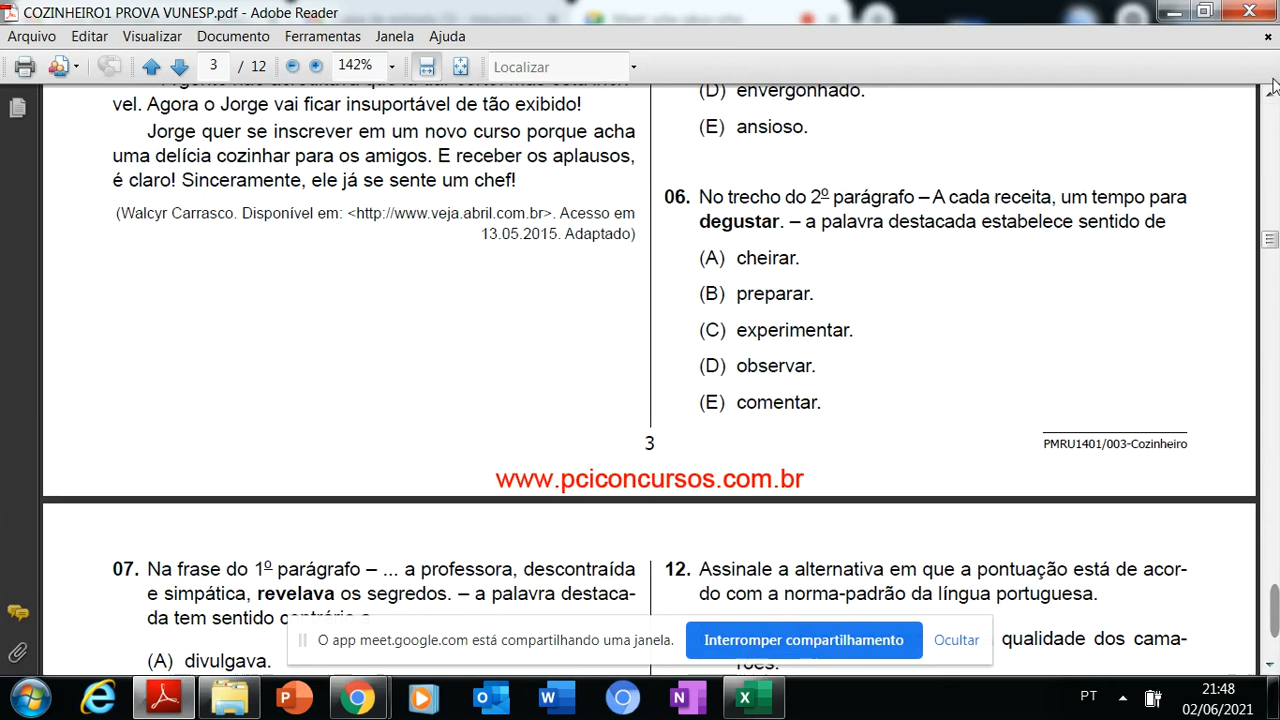 COZINHEIRO1 PROVA VUNESP.pdf - Adobe Reader
Arquivo Editar Visualizar Documento Ferramentas Janela Ajuda
3 / 12 142% Localizar
vel. Agora o Jorge vai ficar insuportável de tão exibido!
Jorge quer se inscrever em um novo curso porque acha
uma delícia cozinhar para os amigos. E receber os aplausos,
é claro! Sinceramente, ele já se sente um chef!
(Walcyr Carrasco. Disponível em: <http://www.veja.abril.com.br>. Acesso em
13.05.2015. Adaptado)
(D) envergonhado.
(E) ansioso.
06. No trecho do 2º parágrafo – A cada receita, um tempo para
degustar. – a palavra destacada estabelece sentido de
(A) cheirar.
(B) preparar.
(C) experimentar.
(D) observar.
(E) comentar.
3
PMRU1401/003-Cozinheiro
www.pciconcursos.com.br
07. Na frase do 1º parágrafo – ... a professora, descontraída
e simpática, revelava os segredos. – a palavra destaca-
da tem sentido contrário a
(A) divulgava.
12. Assinale a alternativa em que a pontuação está de acor-
do com a norma-padrão da língua portuguesa.
qualidade dos cama-
rões.
O app meet.google.com está compartilhando uma janela. Interromper compartilhamento Ocultar
PT 21:48
02/06/2021